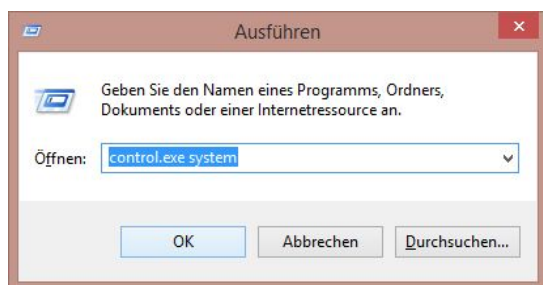 Ausführen
Geben Sie den Namen eines Programms, Ordners,
Dokuments oder einer Internetressource an.
Öffnen: control.exe system
OK Abbrechen Durchsuchen...